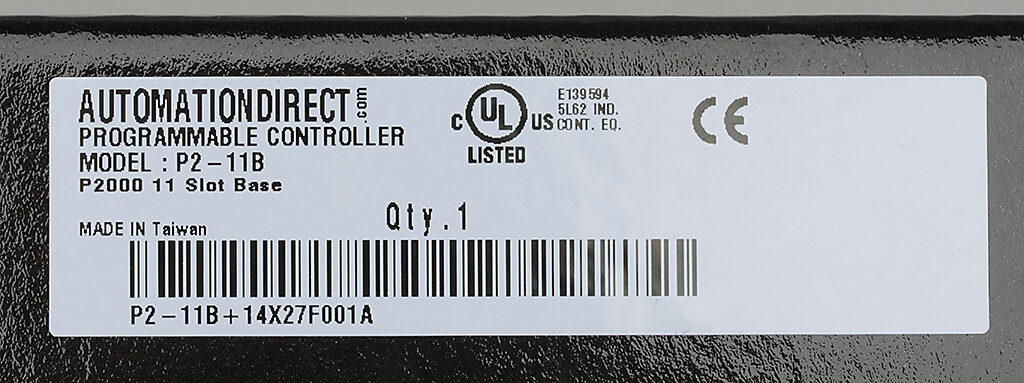 AUTOMATIONDIRECT.com
PROGRAMMABLE CONTROLLER
MODEL : P2-11B
P2000 11 Slot Base
C UL US
LISTED
E139594
5L62 IND.
CONT. EQ.
CE
MADE IN Taiwan
Qty.1
P2-11B+14X27F001A